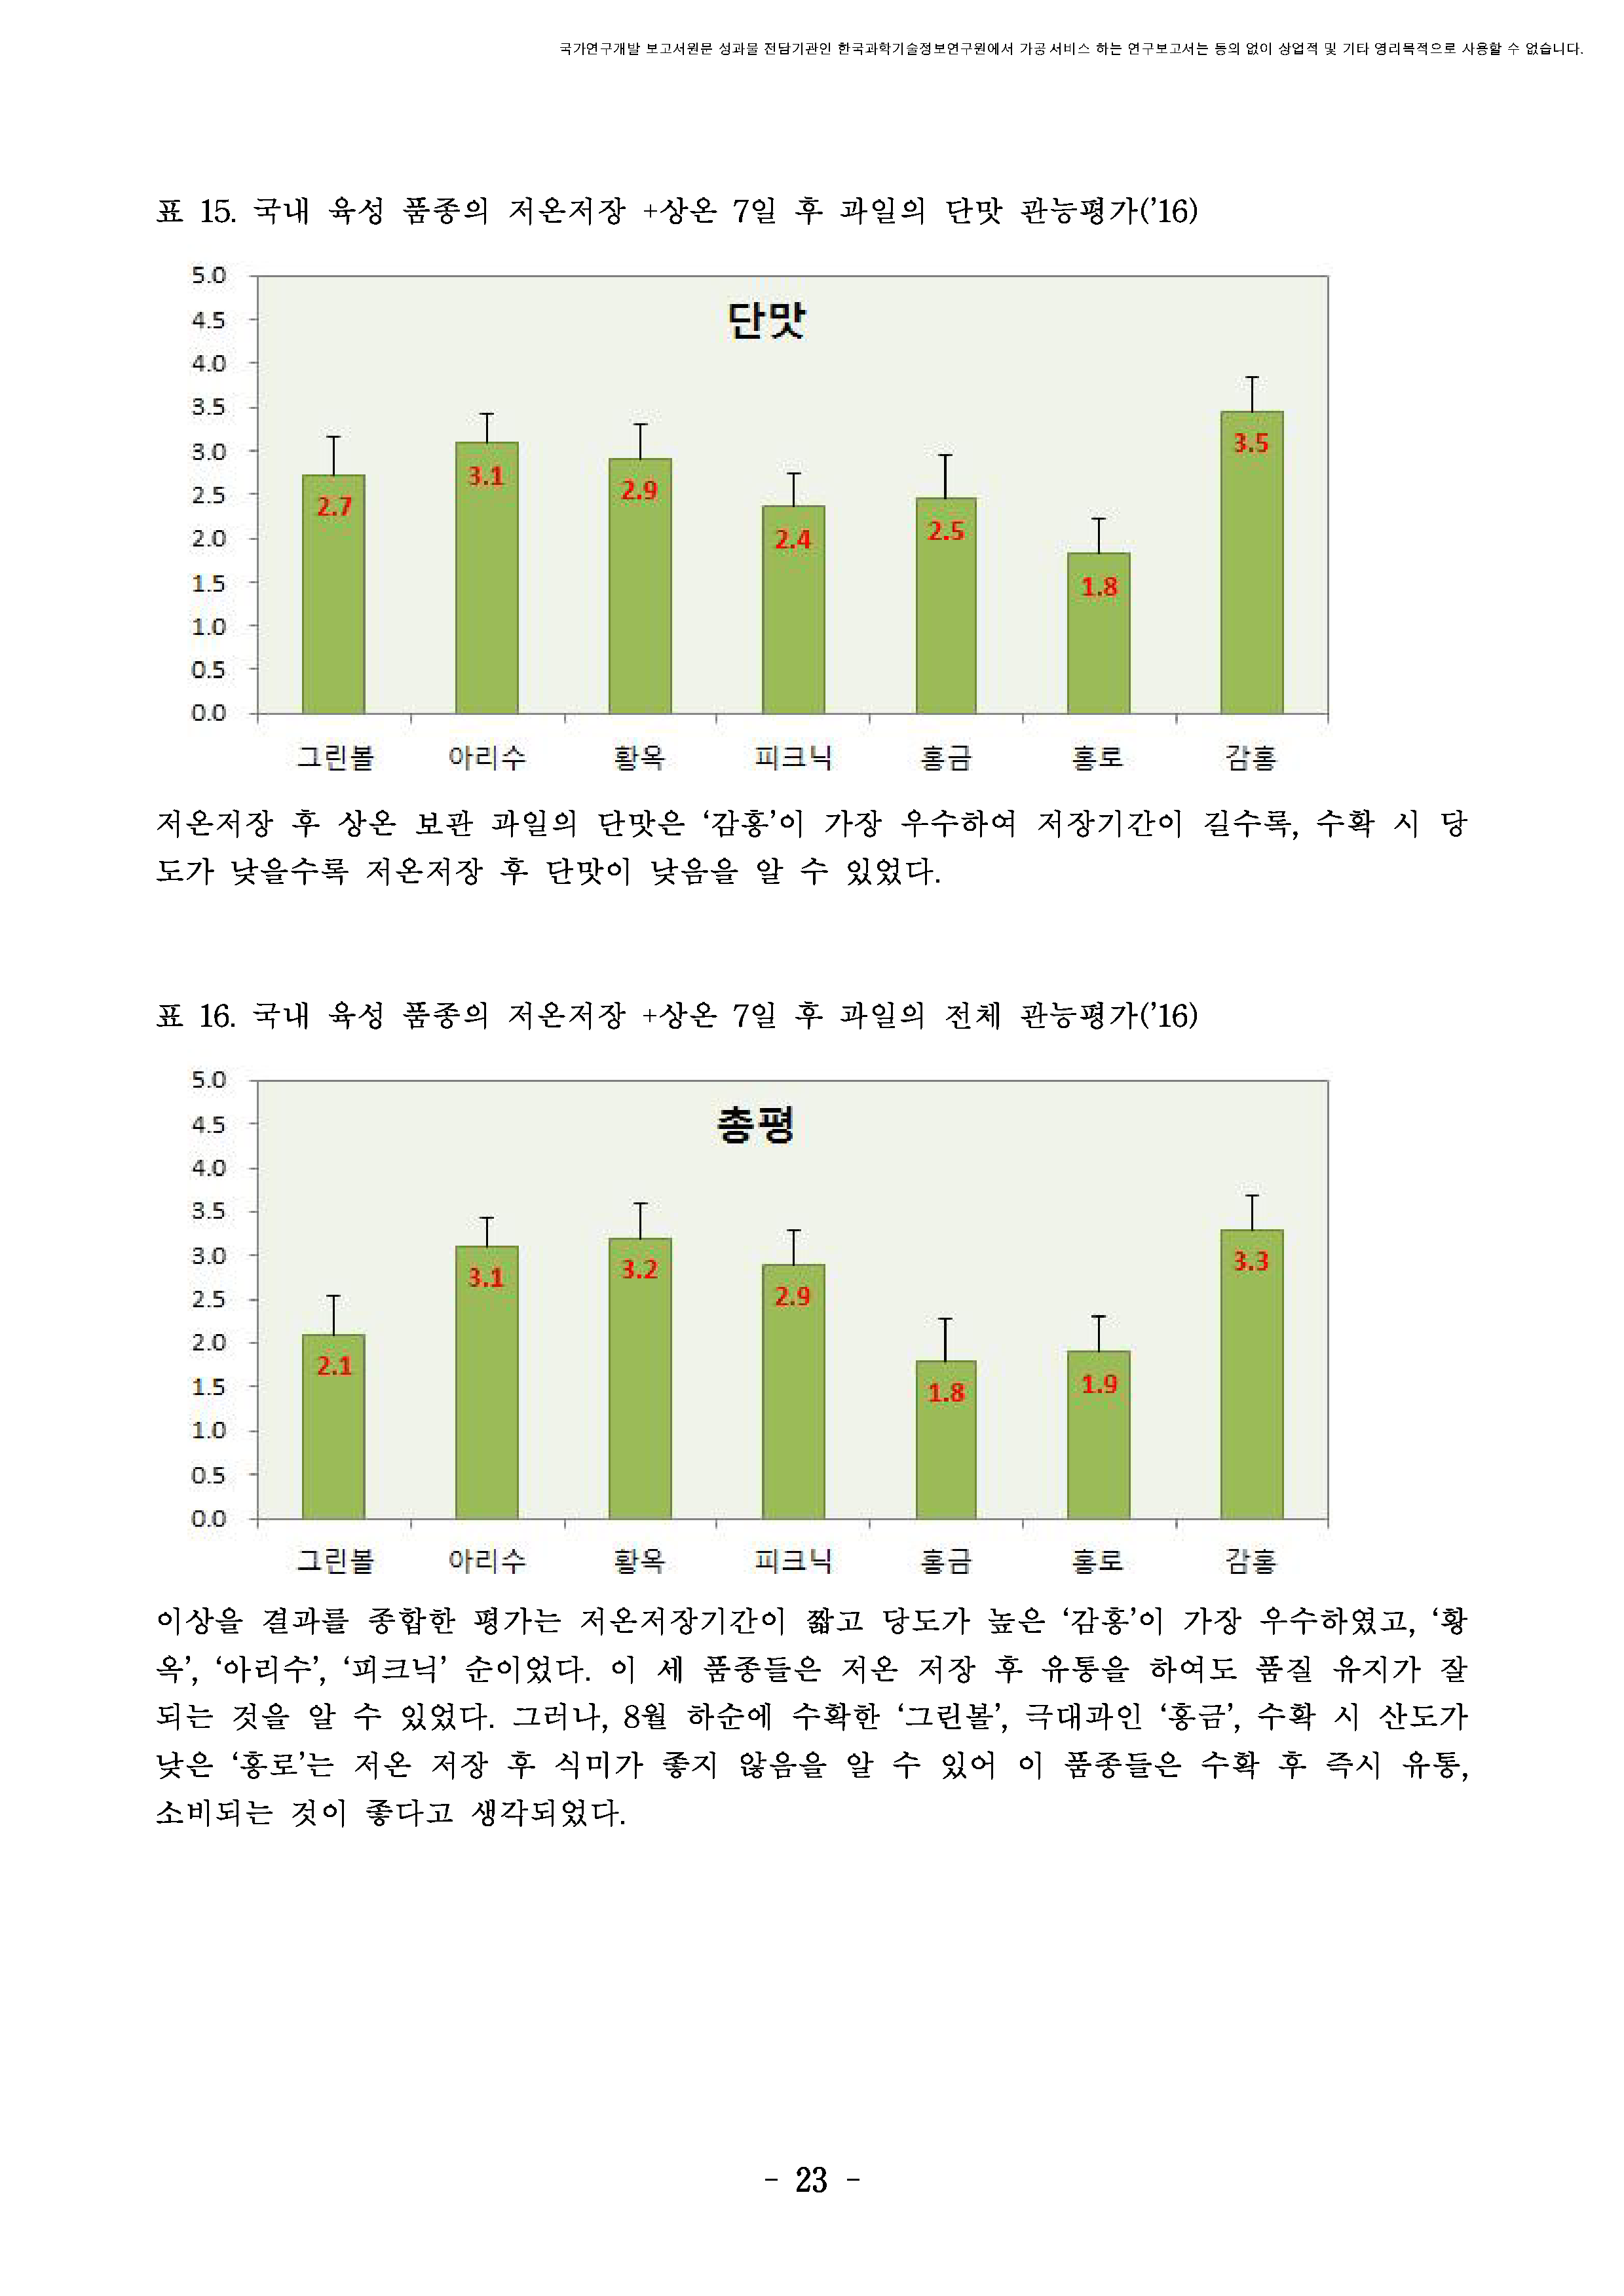 국가연구개발 보고서원문 성과물 전담기관인 한국과학기술정보연구원에서 가공·서비스 하는 연구보고서는 동의 없이 상업적 및 기타 영리목적으로 사용할 수 없습니다.
표 15. 국내 육성 품종의 저온저장 +상온 7일 후 과일의 단맛 관능평가('16)
단맛
5.0
4.5
4.0
3.5
3.0
2.5
2.0
1.5
1.0
0.5
0.0
2.7 3.1 2.9 2.4 2.5 1.8 3.5
그린볼 아리수 황옥 피크닉 홍금 홍로 감홍
저온저장 후 상온 보관 과일의 단맛은 ‘감홍’이 가장 우수하여 저장기간이 길수록, 수확 시 당
도가 낮을수록 저온저장 후 단맛이 낮음을 알 수 있었다.
표 16. 국내 육성 품종의 저온저장 +상온 7일 후 과일의 전체 관능평가('16)
총평
5.0
4.5
4.0
3.5
3.0
2.5
2.0
1.5
1.0
0.5
0.0
2.1 3.1 3.2 2.9 1.8 1.9 3.3
그린볼 아리수 황옥 피크닉 홍금 홍로 감홍
이상을 결과를 종합한 평가는 저온저장기간이 짧고 당도가 높은 ‘감홍’이 가장 우수하였고, ‘황
옥’, ‘아리수’, ‘피크닉’ 순이었다. 이 세 품종들은 저온 저장 후 유통을 하여도 품질 유지가 잘
되는 것을 알 수 있었다. 그러나, 8월 하순에 수확한 ‘그린볼’, 극대과인 ‘홍금’, 수확 시 산도가
낮은 ‘홍로’는 저온 저장 후 식미가 좋지 않음을 알 수 있어 이 품종들은 수확 후 즉시 유통,
소비되는 것이 좋다고 생각되었다.
- 23 -